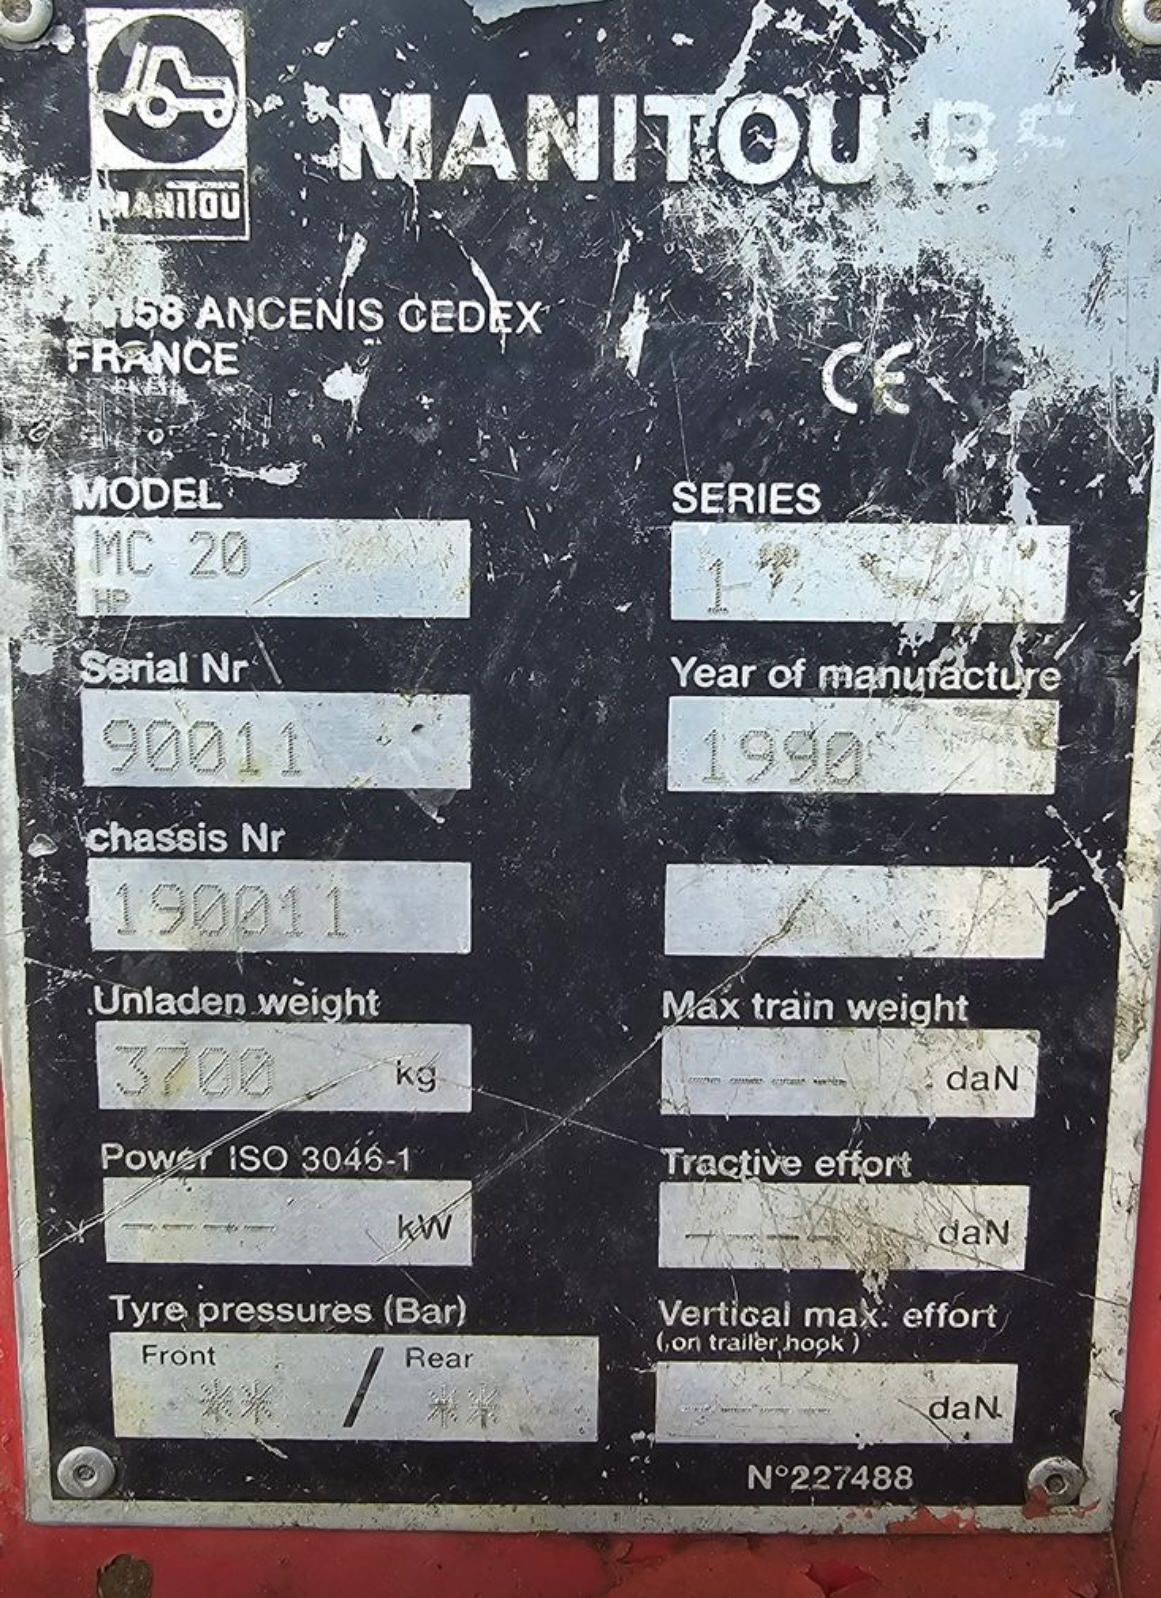 MANITOU B
MANITOU
ANCENIS CEDEX
FRANCE
CE
MODEL
MC 20
HP
SERIES
1
Serial Nr
90011
Year of manufacture
1990
chassis Nr
190011
Unladen weight
3700 kg
Max train weight
---- daN
Power ISO 3046-1
---- kW
Tractive effort
---- daN
Tyre pressures (Bar)
Front / Rear
** **
Vertical max. effort
(on trailer hook)
---- daN
N°227488